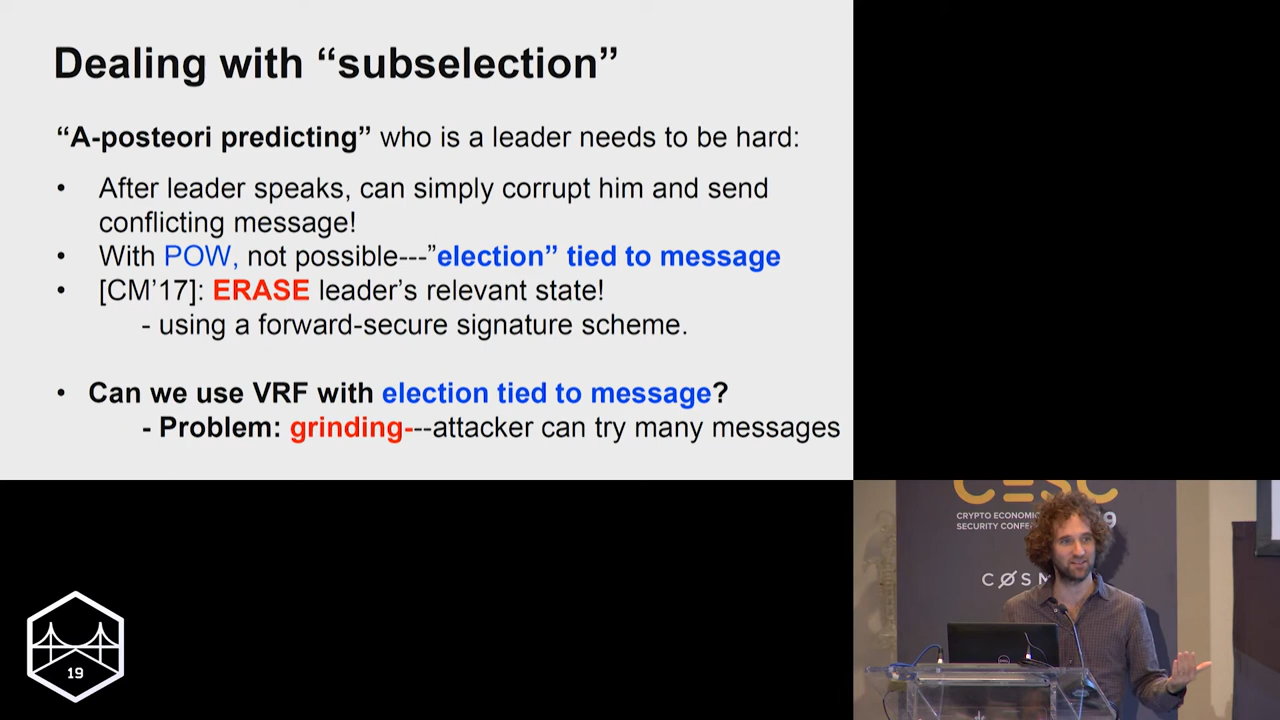 Dealing with “subselection”
“A-posteori predicting” who is a leader needs to be hard:
• After leader speaks, can simply corrupt him and send
conflicting message!
• With POW, not possible---”election” tied to message
• [CM’17]: ERASE leader’s relevant state!
- using a forward-secure signature scheme.
• Can we use VRF with election tied to message?
- Problem: grinding---attacker can try many messages
CESC
CRYPTO ECONOMIC
SECURITY CONFE
19
19